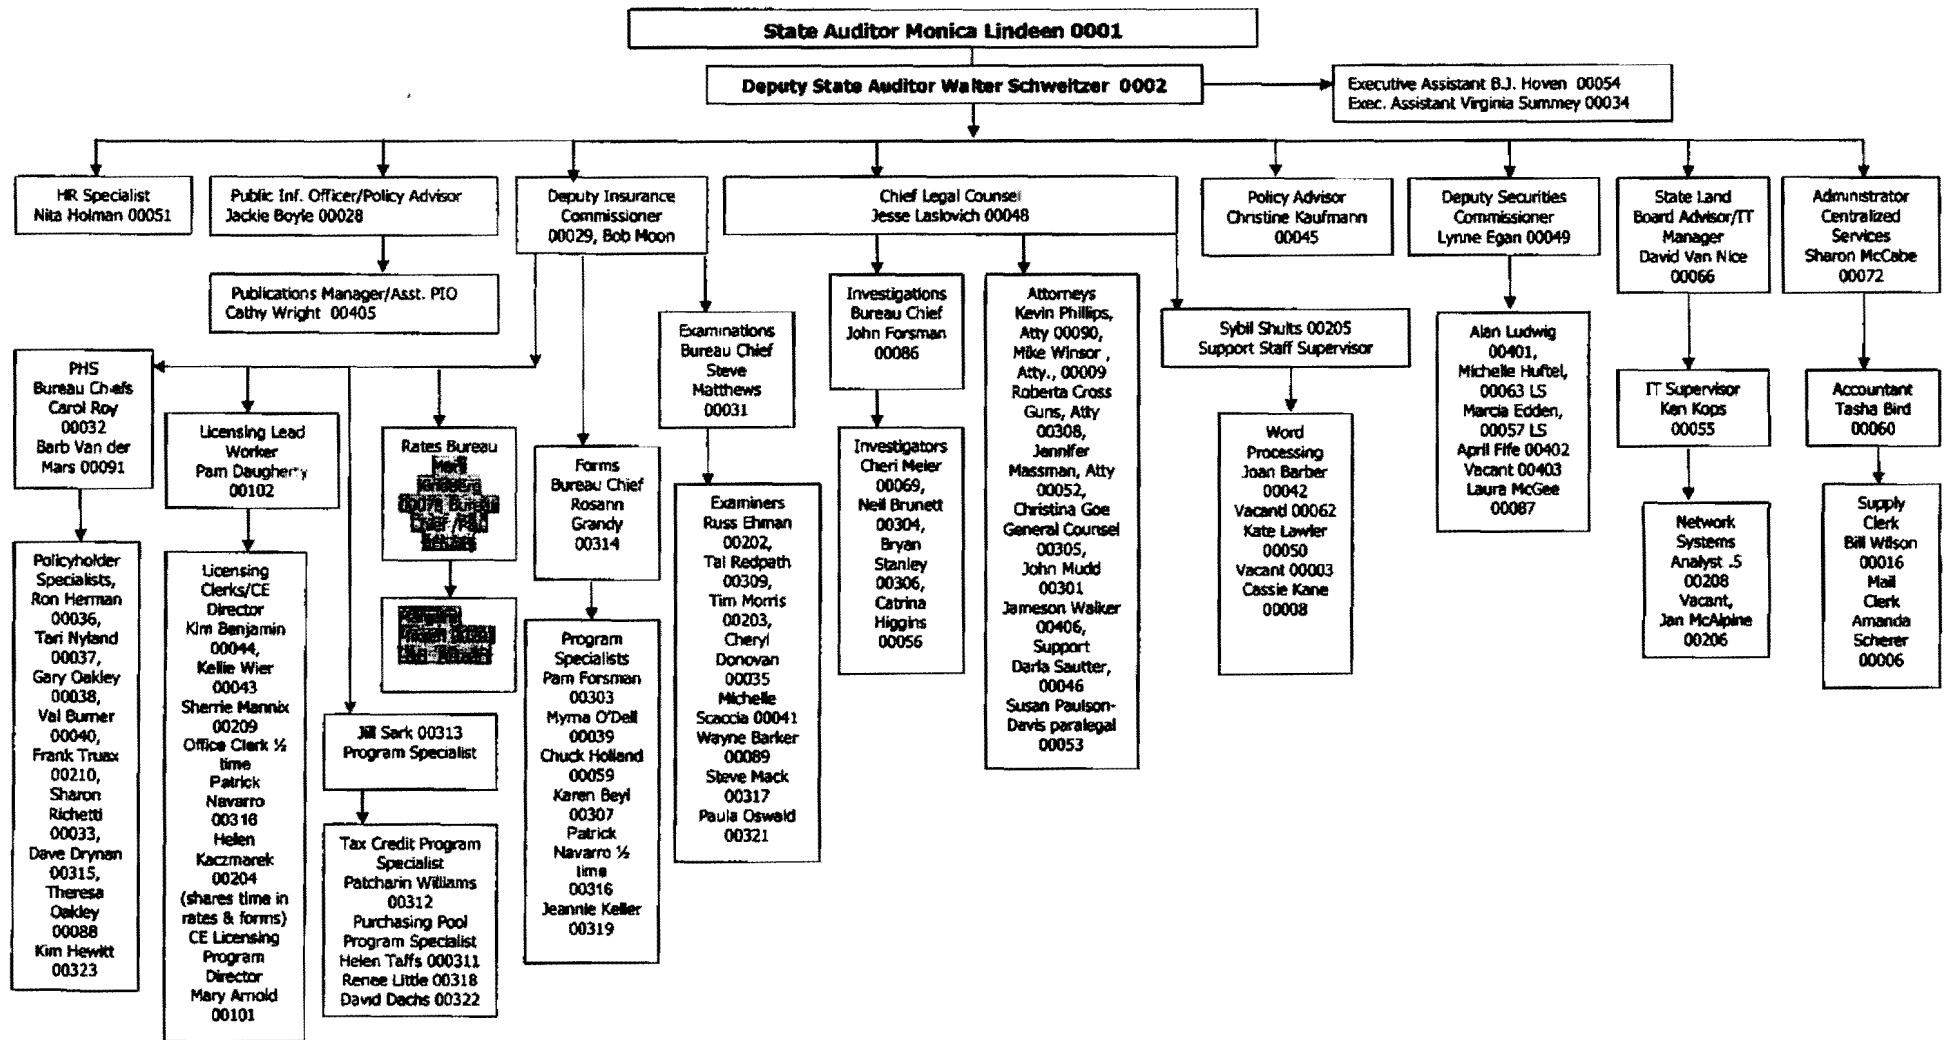 State Auditor Monica Lindeen 0001
Deputy State Auditor Walter Schweitzer 0002
Executive Assistant B.J. Hoven 00054
Exec. Assistant Virginia Summey 00034
HR Specialist
Nita Holman 00051
Public Inf. Officer/Policy Advisor
Jackie Boyle 00028
Deputy Insurance
Commissioner
00029, Bob Moon
Chief Legal Counsel
Jesse Laslovich 00048
Policy Advisor
Christine Kaufmann
00045
Deputy Securities
Commissioner
Lynne Egan 00049
State Land
Board Advisor/IT
Manager
David Van Nice
00066
Administrator
Centralized
Services
Sharon McCabe
00072
Publications Manager/Asst. PIO
Cathy Wright 00405
PHS
Bureau Chiefs
Carol Roy
00032
Barb Van der
Mars 00091
Licensing Lead
Worker
Pam Daugherty
00102
Rates Bureau
Forms
Bureau Chief
Rosann
Grandy
00314
Examinations
Bureau Chief
Steve
Matthews
00031
Investigations
Bureau Chief
John Forsman
00086
Attorneys
Kevin Phillips,
Atty 00090,
Mike Winsor ,
Atty., 00009
Roberta Cross
Guns, Atty
00308,
Jennifer
Massman, Atty
00052,
Christina Goe
General Counsel
00305,
John Mudd
00301
Jameson Walker
00406,
Support
Darla Sautter,
00046
Susan Paulson-
Davis paralegal
00053
Sybil Shults 00205
Support Staff Supervisor
Alan Ludwig
00401,
Michelle Huftel,
00063 LS
Marcia Edden,
00057 LS
April Fife 00402
Vacant 00403
Laura McGee
00087
IT Supervisor
Ken Kops
00055
Accountant
Tasha Bird
00060
Policyholder
Specialists,
Ron Herman
00036,
Tari Nyland
00037,
Gary Oakley
00038,
Val Burner
00040,
Frank Truax
00210,
Sharon
Richetti
00033,
Dave Drynan
00315,
Theresa
Oakley
00088
Kim Hewitt
00323
Licensing
Clerks/CE
Director
Kim Benjamin
00044,
Kellie Wier
00043
Sherrie Mannix
00209
Office Clerk ½
time
Patrick
Navarro
00316
Helen
Kaczmarek
00204
(shares time in
rates & forms)
CE Licensing
Program
Director
Mary Arnold
00101
Jill Sark 00313
Program Specialist
Tax Credit Program
Specialist
Patcharin Williams
00312
Purchasing Pool
Program Specialist
Helen Taffs 000311
Renee Little 00318
David Dachs 00322
Program
Specialists
Pam Forsman
00303
Myrna O'Dell
00039
Chuck Holland
00059
Karen Beyl
00307
Patrick
Navarro ½
time
00316
Jeannie Keller
00319
Examiners
Russ Ehman
00202,
Tal Redpath
00309,
Tim Morris
00203,
Cheryl
Donovan
00035
Michelle
Scaccia 00041
Wayne Barker
00089
Steve Mack
00317
Paula Oswald
00321
Investigators
Cheri Meier
00069,
Neil Brunett
00304,
Bryan
Stanley
00306,
Catrina
Higgins
00056
Word
Processing
Joan Barber
00042
Vacand 00062
Kate Lawler
00050
Vacant 00003
Cassie Kane
00008
Network
Systems
Analyst .5
00208
Vacant,
Jan McAlpine
00206
Supply
Clerk
Bill Wilson
00016
Mail
Clerk
Amanda
Scherer
00006